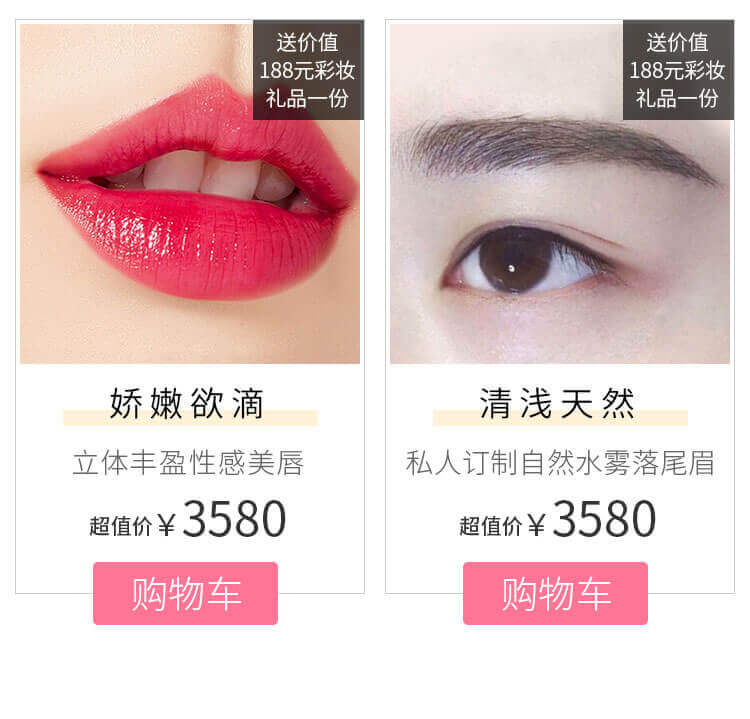 送价值
188元彩妆
礼品一份
娇嫩欲滴
立体丰盈性感美唇
超值价¥3580
购物车
送价值
188元彩妆
礼品一份
清浅天然
私人订制自然水雾落尾眉
超值价¥3580
购物车